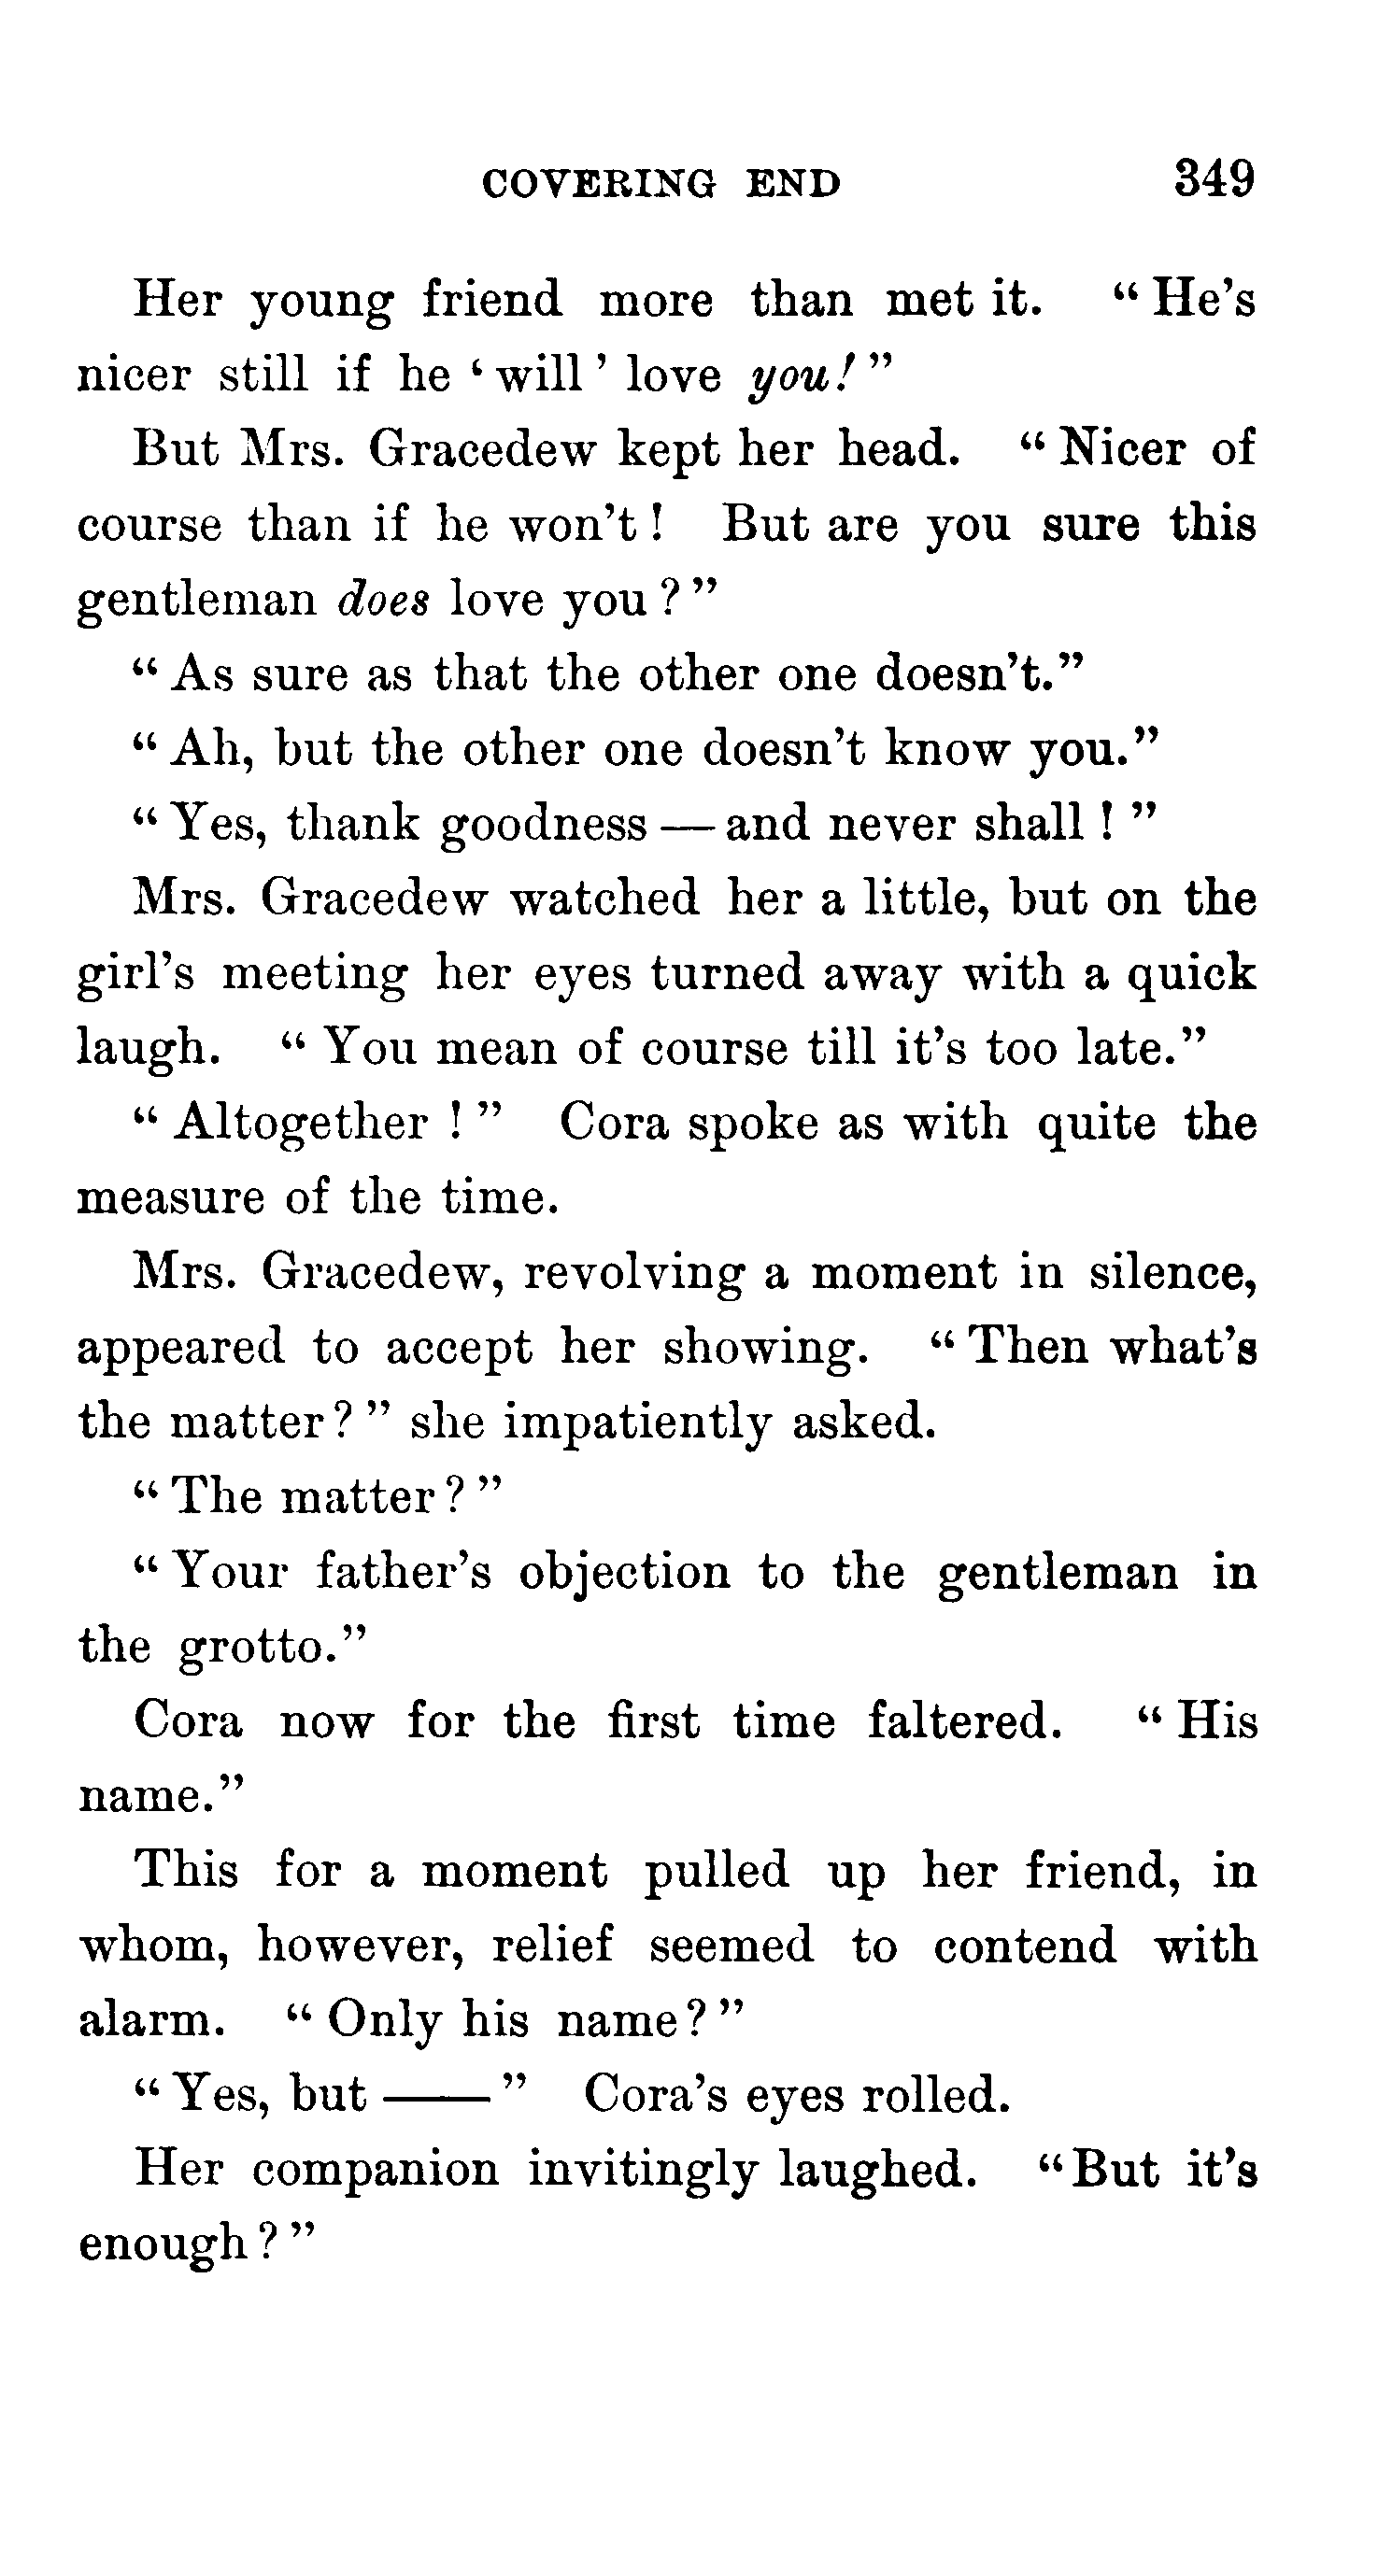 COVERING END 349
Her young friend more than met it. “He’s
nicer still if he ‘will’ love you!”
But Mrs. Gracedew kept her head. “Nicer of
course than if he won’t! But are you sure this
gentleman does love you?”
“As sure as that the other one doesn’t.”
“Ah, but the other one doesn’t know you.”
“Yes, thank goodness — and never shall!”
Mrs. Gracedew watched her a little, but on the
girl’s meeting her eyes turned away with a quick
laugh. “You mean of course till it’s too late.”
“Altogether!” Cora spoke as with quite the
measure of the time.
Mrs. Gracedew, revolving a moment in silence,
appeared to accept her showing. “Then what’s
the matter?” she impatiently asked.
“The matter?”
“Your father’s objection to the gentleman in
the grotto.”
Cora now for the first time faltered. “His
name.”
This for a moment pulled up her friend, in
whom, however, relief seemed to contend with
alarm. “Only his name?”
“Yes, but ——” Cora’s eyes rolled.
Her companion invitingly laughed. “But it’s
enough?”